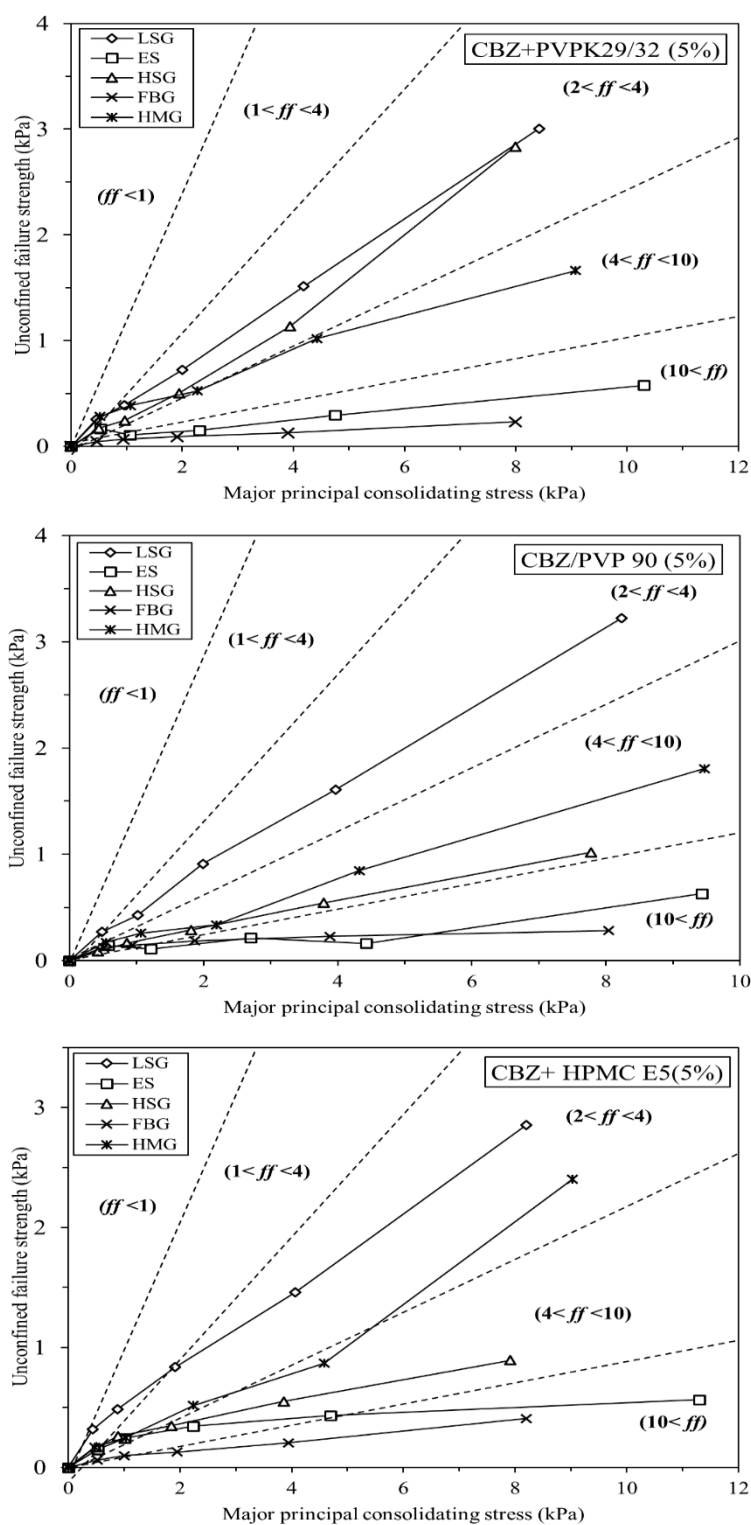 4
3
2
1
0
Unconfined failure strength (kPa)
LSG
ES
HSG
FBG
HMG
CBZ+PVPK29/32 (5%)
(2< ff <4)
(1< ff <4)
(ff <1)
(4< ff <10)
(10< ff)
0 2 4 6 8 10 12
Major principal consolidating stress (kPa)
4
3
2
1
0
Unconfined failure strength (kPa)
LSG
ES
HSG
FBG
HMG
CBZ/PVP 90 (5%)
(2< ff <4)
(1< ff <4)
(ff <1)
(4< ff <10)
(10< ff)
0 2 4 6 8 10
Major principal consolidating stress (kPa)
3
2
1
0
Unconfined failure strength (kPa)
LSG
ES
HSG
FBG
HMG
CBZ+ HPMC E5(5%)
(2< ff <4)
(1< ff <4)
(ff <1)
(4< ff <10)
(10< ff)
0 2 4 6 8 10 12
Major principal consolidating stress (kPa)